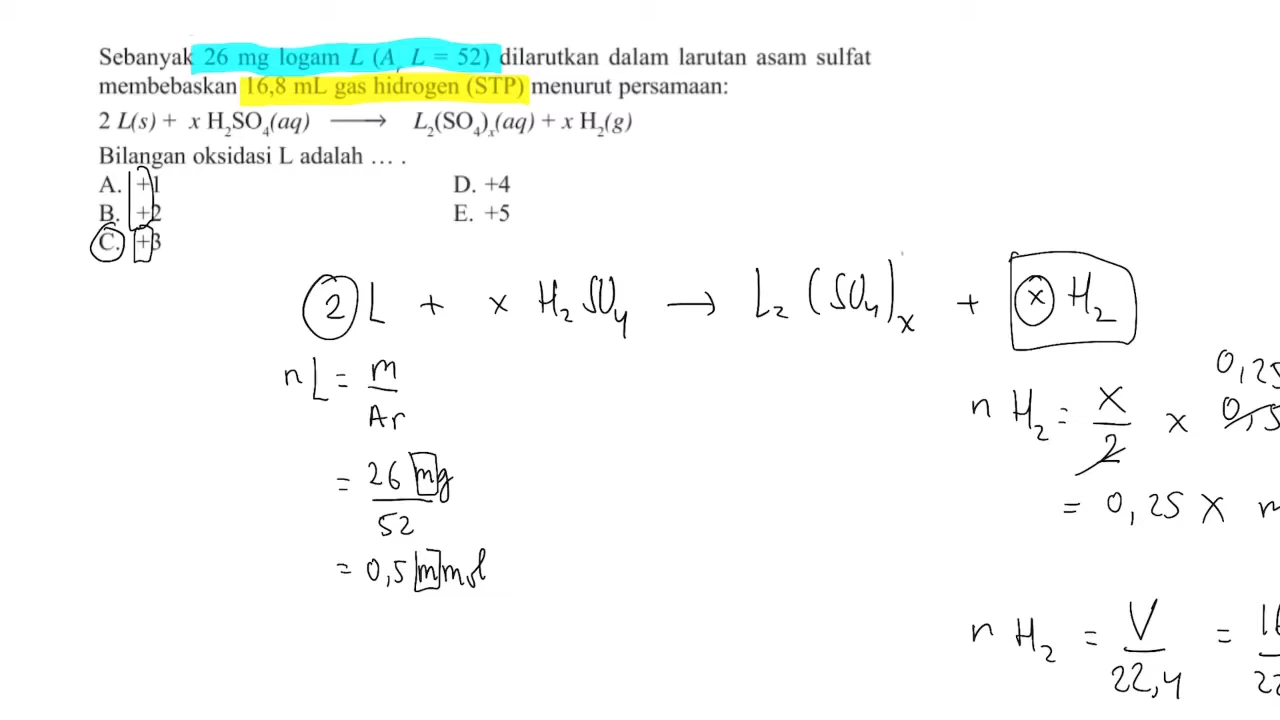 Sebanyak 26 mg logam L (Aᵣ L = 52) dilarutkan dalam larutan asam sulfat
membebaskan 16,8 mL gas hidrogen (STP) menurut persamaan:
2 L(s) + x H₂SO₄(aq) ⟶ L₂(SO₄)ₓ(aq) + x H₂(g)
Bilangan oksidasi L adalah … .
A. +1
B. +2
C. +3
D. +4
E. +5
2 L + x H₂SO₄ → L₂(SO₄)ₓ + x H₂
n L = m/Ar
= 26 mg/52
= 0,5 mmol
0,25
n H₂ = x/2 x 0,5
= 0,25 x m
n H₂ = V/22,4 =